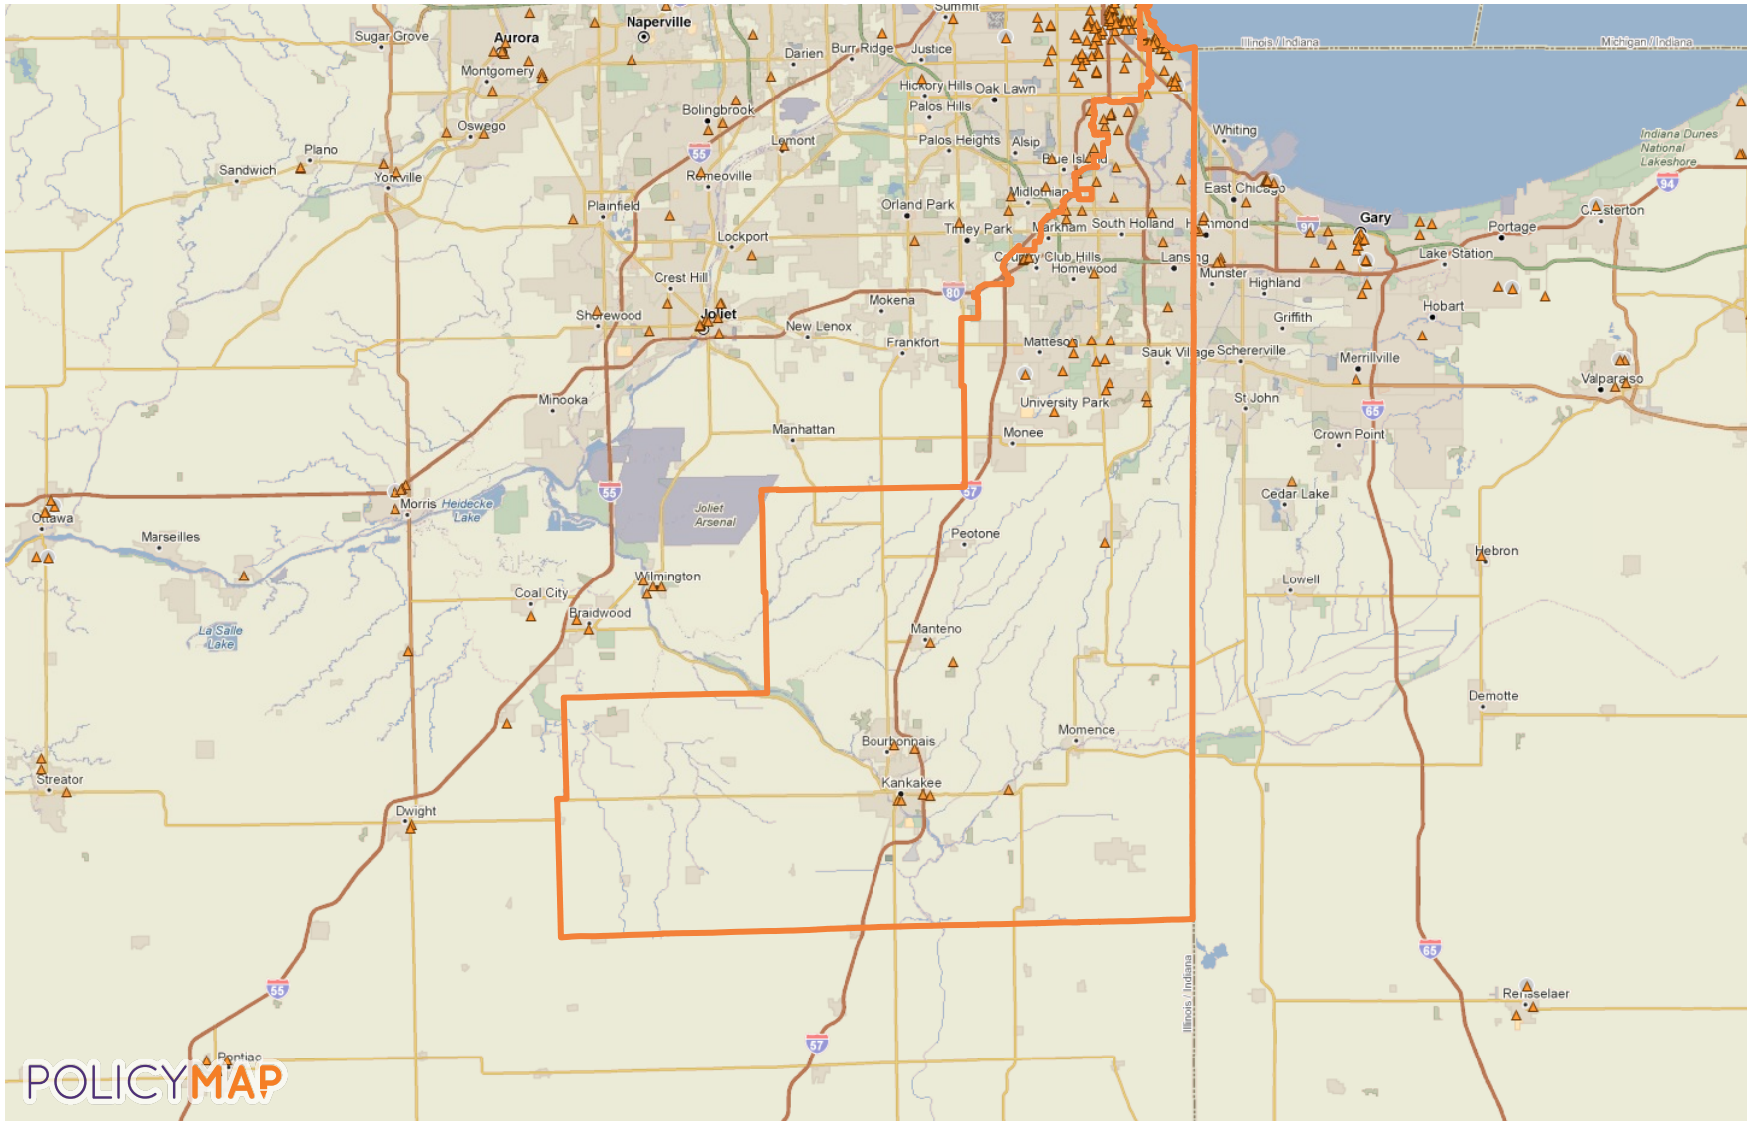 Summit
Naperville
Sugar Grove
Aurora
Darien
Burr Ridge
Justice
Illinois / Indiana
Michigan / Indiana
Montgomery
Hickory Hills
Oak Lawn
Bolingbrook
Palos Hills
Oswego
Whiting
Indiana Dunes
National
Lakeshore
Plano
Lemont
Palos Heights
Alsip
55
Blue Island
Sandwich
Yorkville
Romeoville
94
Midlothian
East Chicago
Plainfield
Orland Park
Chesterton
Gary
Tinley Park
Markham
South Holland
Hammond
90
Portage
Lockport
Country Club Hills
Lansing
Lake Station
Homewood
Munster
Crest Hill
Highland
80
Mokena
Hobart
Shorewood
Joliet
Griffith
New Lenox
Frankfort
Matteson
Sauk Village
Schererville
Merrillville
Valparaiso
Minooka
University Park
St John
65
Manhattan
Monee
Crown Point
55
57
Cedar Lake
Morris
Heidecke
Lake
Joliet
Arsenal
Ottawa
Marseilles
Peotone
Hebron
Wilmington
Lowell
Coal City
Braidwood
La Salle
Lake
Manteno
Demotte
Momence
Bourbonnais
Streator
Kankakee
Dwight
65
Illinois / Indiana
55
Rensselaer
57
Pontiac
POLICYMAP